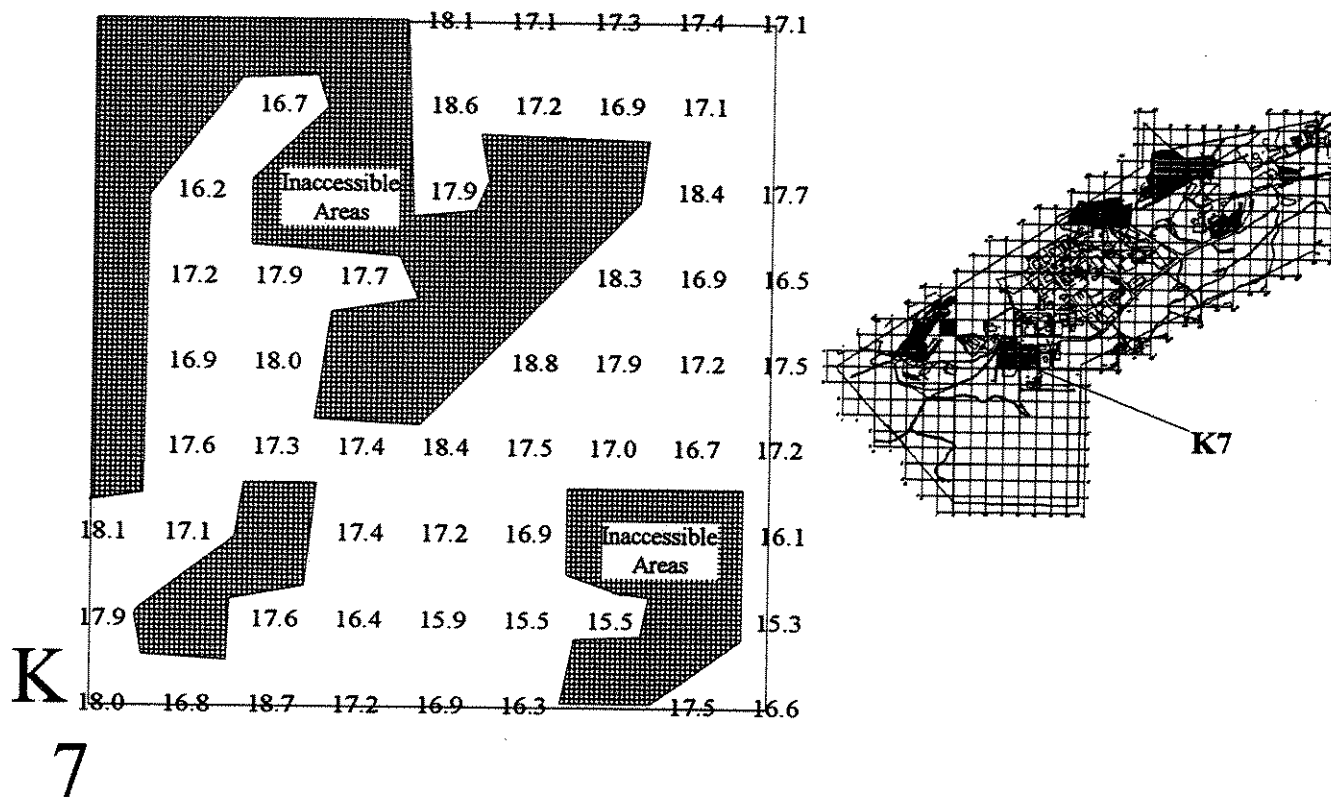 18.1 17.1 17.3 17.4 17.1
16.7 18.6 17.2 16.9 17.1
16.2 Inaccessible Areas 17.9 18.4 17.7
17.2 17.9 17.7 18.3 16.9 16.5
16.9 18.0 18.8 17.9 17.2 17.5
K7
17.6 17.3 17.4 18.4 17.5 17.0 16.7 17.2
18.1 17.1 17.4 17.2 16.9 Inaccessible Areas 16.1
17.9 17.6 16.4 15.9 15.5 15.5 15.3
K
18.0 16.8 18.7 17.2 16.9 16.3 17.5 16.6
7